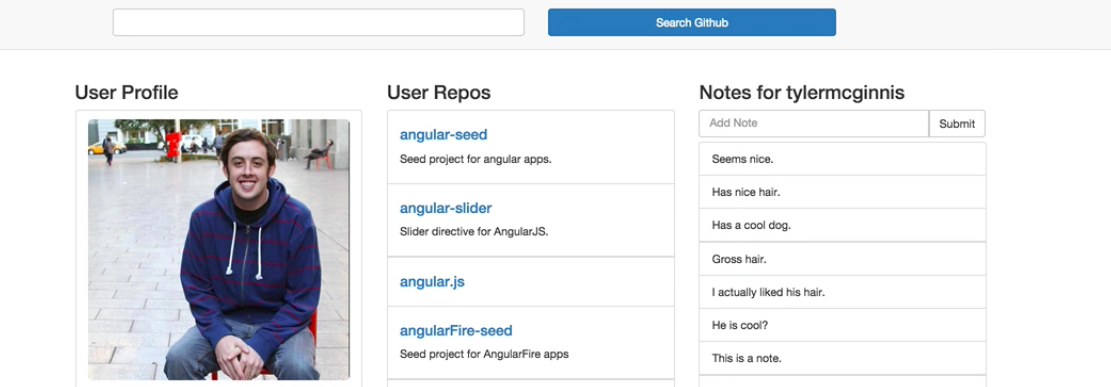 Search Github
User Profile
User Repos
angular-seed
Seed project for angular apps.
angular-slider
Slider directive for AngularJS.
angular.js
angularFire-seed
Seed project for AngularFire apps
Notes for tylermcginnis
Add Note
Submit
Seems nice.
Has nice hair.
Has a cool dog.
Gross hair.
I actually liked his hair.
He is cool?
This is a note.